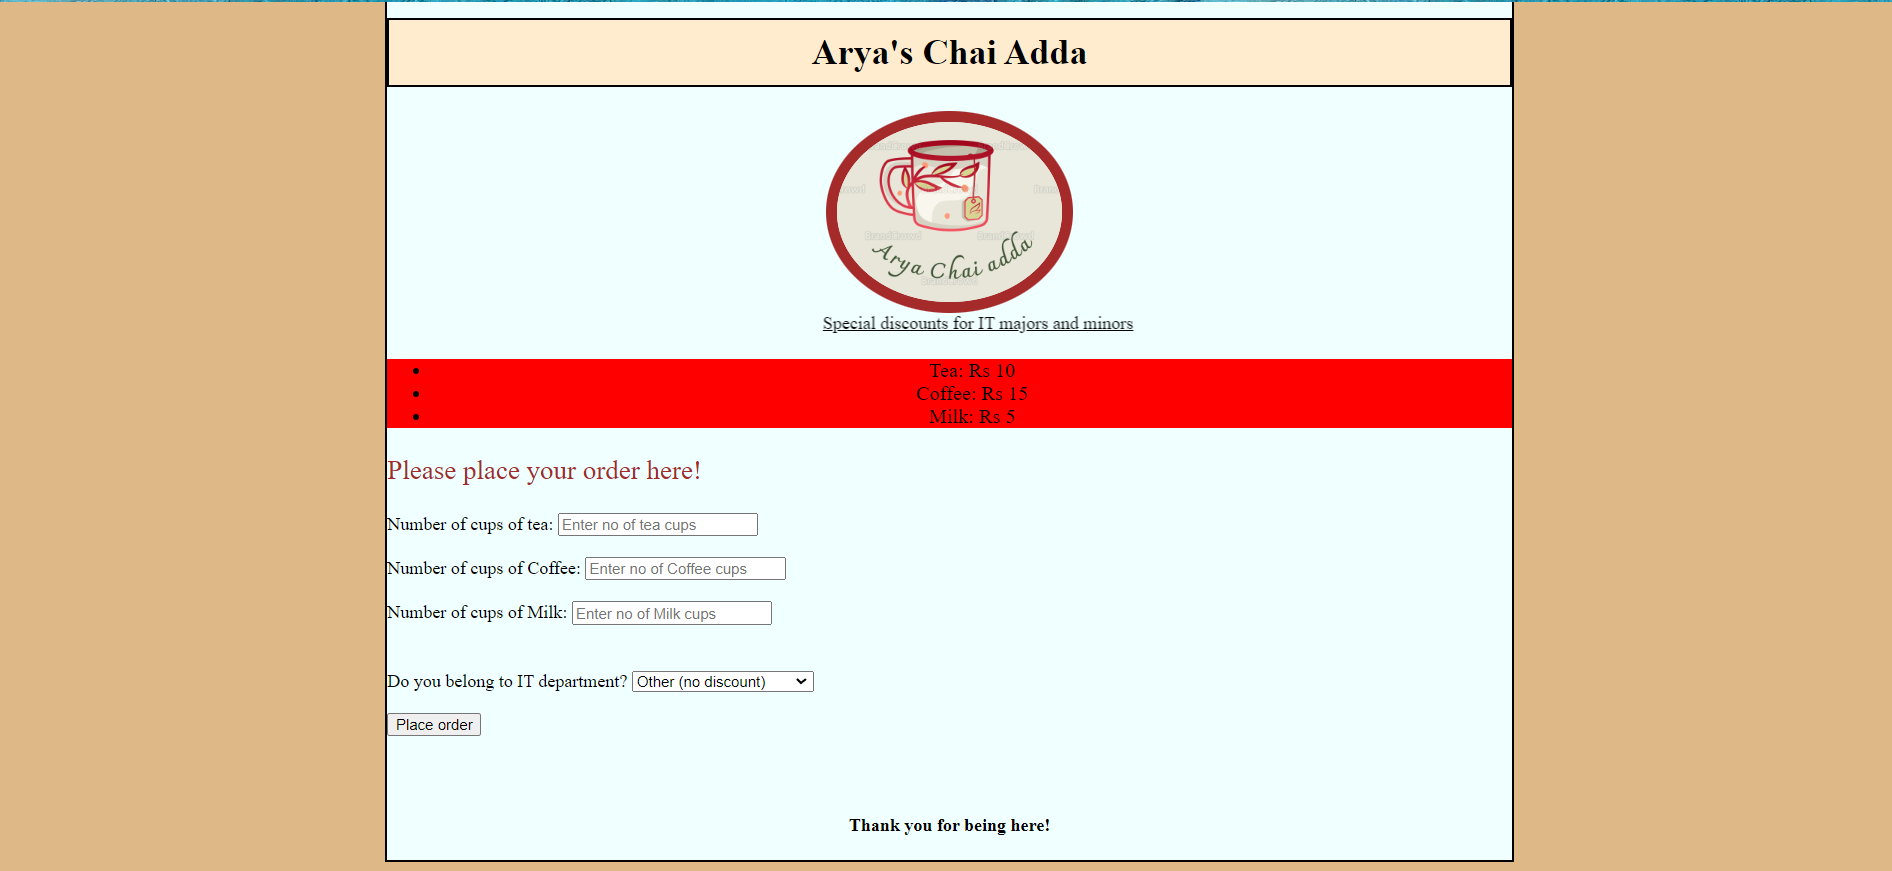 Arya's Chai Adda
BrandCrowd
Arya Chai adda
Special discounts for IT majors and minors
• Tea: Rs 10
• Coffee: Rs 15
• Milk: Rs 5
Please place your order here!
Number of cups of tea: Enter no of tea cups
Number of cups of Coffee: Enter no of Coffee cups
Number of cups of Milk: Enter no of Milk cups
Do you belong to IT department? Other (no discount)
Place order
Thank you for being here!